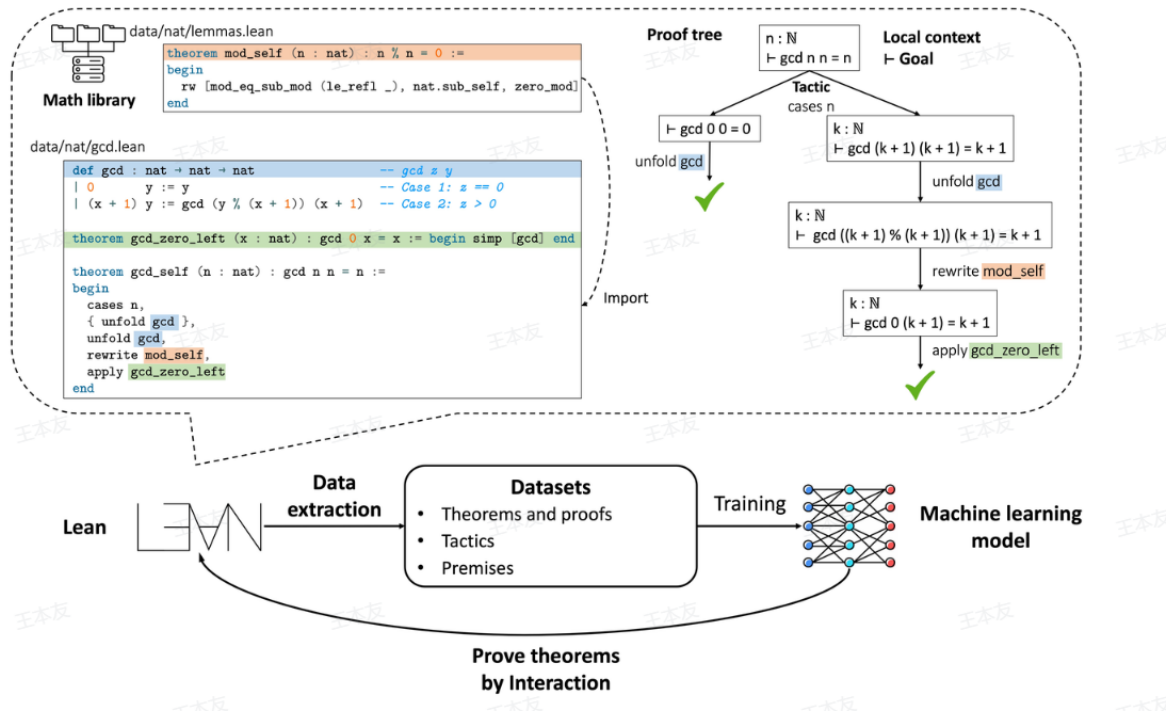 data/nat/lemmas.lean
Math library
theorem mod_self (n : nat) : n % n = 0 :=
begin
rw [mod_eq_sub_mod (le_refl _), nat.sub_self, zero_mod]
end
data/nat/gcd.lean
def gcd : nat → nat → nat -- gcd z y
| 0 y := y -- Case 1: z == 0
| (x + 1) y := gcd (y % (x + 1)) (x + 1) -- Case 2: z > 0
theorem gcd_zero_left (x : nat) : gcd 0 x = x := begin simp [gcd] end
theorem gcd_self (n : nat) : gcd n n = n :=
begin
cases n,
{ unfold gcd },
unfold gcd,
rewrite mod_self,
apply gcd_zero_left
end
Import
Proof tree
n : ℕ
⊢ gcd n n = n
Local context
⊢ Goal
Tactic
cases n
⊢ gcd 0 0 = 0
unfold gcd
k : ℕ
⊢ gcd (k + 1) (k + 1) = k + 1
unfold gcd
k : ℕ
⊢ gcd ((k + 1) % (k + 1)) (k + 1) = k + 1
rewrite mod_self
k : ℕ
⊢ gcd 0 (k + 1) = k + 1
apply gcd_zero_left
Lean
LEAN
Data
extraction
Datasets
• Theorems and proofs
• Tactics
• Premises
Training
Machine learning
model
Prove theorems
by Interaction
王本友